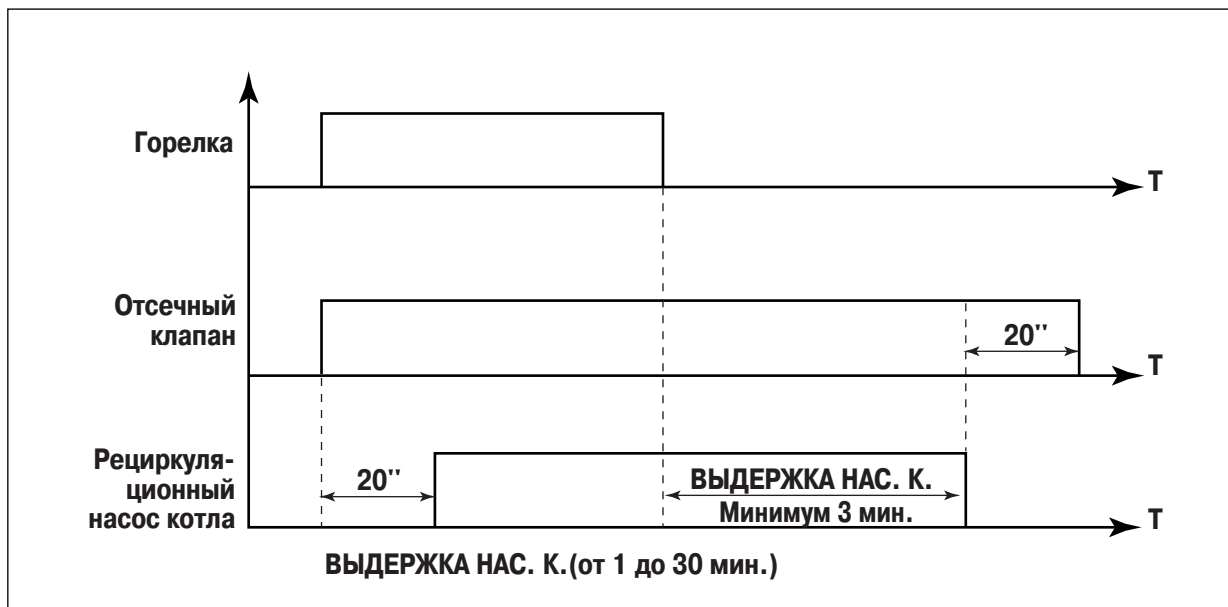 Горелка
T
Отсечный
клапан
20''
T
Рециркуля-
ционный
насос котла
20''
ВЫДЕРЖКА НАС. К.
Минимум 3 мин.
T
ВЫДЕРЖКА НАС. К.(от 1 до 30 мин.)